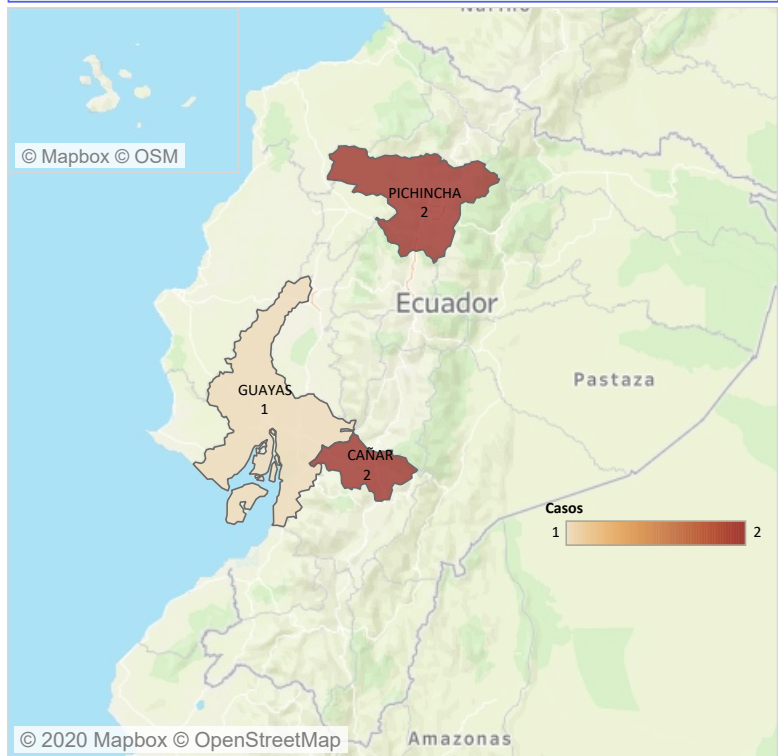 © Mapbox © OSM
PICHINCHA
2
Ecuador
Pastaza
GUAYAS
1
CAÑAR
2
Casos
1 2
© 2020 Mapbox © OpenStreetMap
Amazonas